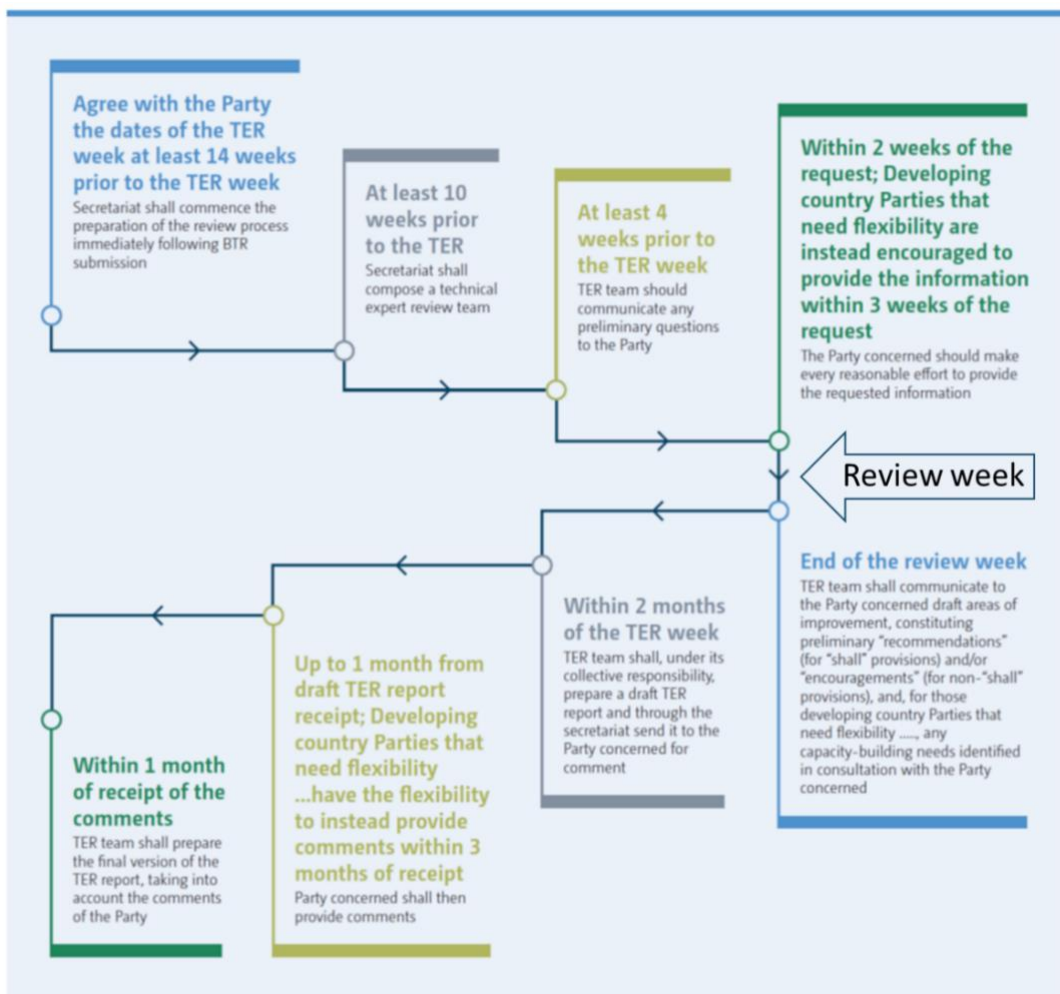 Agree with the Party
the dates of the TER
week at least 14 weeks
prior to the TER week
Secretariat shall commence the
preparation of the review process
immediately following BTR
submission
At least 10
weeks prior
to the TER
Secretariat shall
compose a technical
expert review team
At least 4
weeks prior to
the TER week
TER team should
communicate any
preliminary questions
to the Party
Within 2 weeks of the
request; Developing
country Parties that
need flexibility are
instead encouraged to
provide the information
within 3 weeks of the
request
The Party concerned should make
every reasonable effort to provide
the requested information
Review week
End of the review week
TER team shall communicate to
the Party concerned draft areas of
improvement, constituting
preliminary "recommendations"
(for "shall" provisions) and/or
"encouragements" (for non-"shall"
provisions), and, for those
developing country Parties that
need flexibility ....., any
capacity-building needs identified
in consultation with the Party
concerned
Within 2 months
of the TER week
TER team shall, under its
collective responsibility,
prepare a draft TER
report and through the
secretariat send it to the
Party concerned for
comment
Up to 1 month from
draft TER report
receipt; Developing
country Parties that
need flexibility
...have the flexibility
to instead provide
comments within 3
months of receipt
Party concerned shall then
provide comments
Within 1 month
of receipt of the
comments
TER team shall prepare
the final version of the
TER report, taking into
account the comments
of the Party